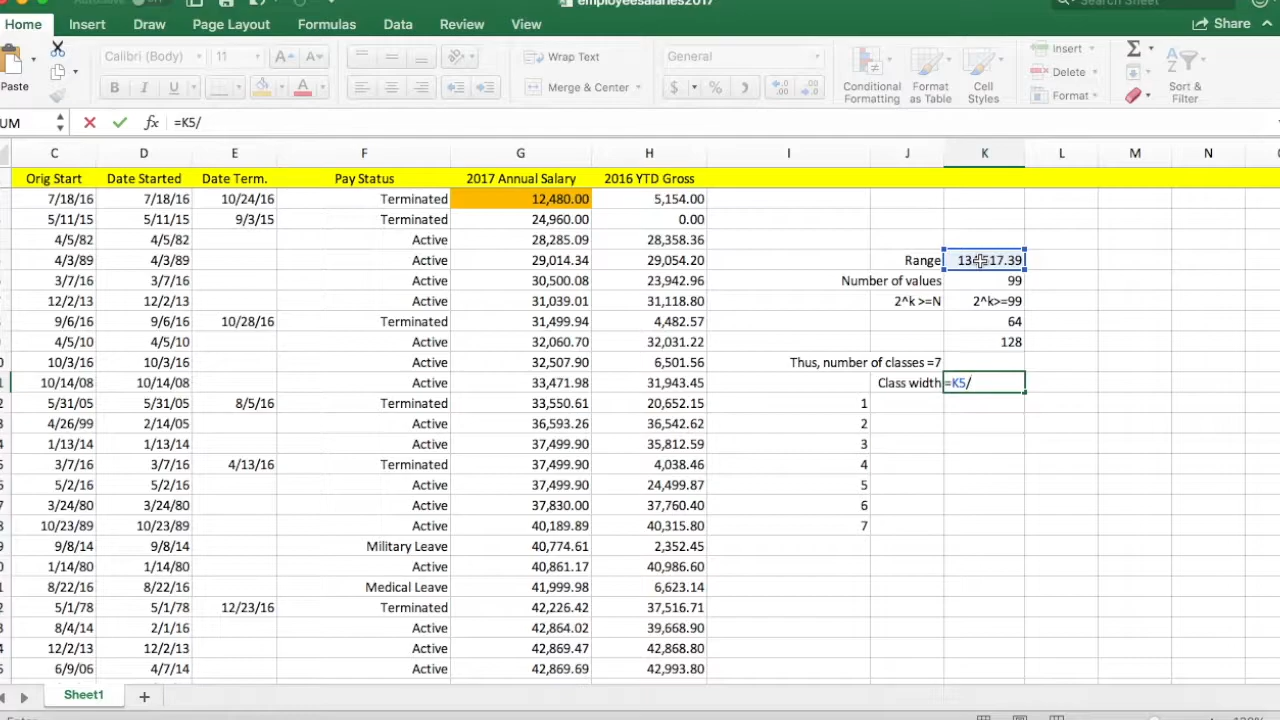 employeesalaries2017
Search Sheet
Home Insert Draw Page Layout Formulas Data Review View Share
Paste Calibri (Body) 11 A A Wrap Text General Conditional Formatting Format as Table Cell Styles Insert Delete Format Σ Sort & Filter
B I U A Merge & Center $ % )
UM fx =K5/
C D E F G H I J K L M N
Orig Start Date Started Date Term. Pay Status 2017 Annual Salary 2016 YTD Gross
7/18/16 7/18/16 10/24/16 Terminated 12,480.00 5,154.00
5/11/15 5/11/15 9/3/15 Terminated 24,960.00 0.00
4/5/82 4/5/82 Active 28,285.09 28,358.36
4/3/89 4/3/89 Active 29,014.34 29,054.20 Range
3/7/16 3/7/16 Active 30,500.08 23,942.96 Number of values 99
12/2/13 12/2/13 Active 31,039.01 31,118.80 2^k >=N 2^k>=99
9/6/16 9/6/16 10/28/16 Terminated 31,499.94 4,482.57 64
4/5/10 4/5/10 Active 32,060.70 32,031.22 128
10/3/16 10/3/16 Active 32,507.90 6,501.56 Thus, number of classes =7
10/14/08 10/14/08 Active 33,471.98 31,943.45 Class width =K5/
5/31/05 5/31/05 8/5/16 Terminated 33,550.61 20,652.15 1
4/26/99 2/14/05 Active 36,593.26 36,542.62 2
1/13/14 1/13/14 Active 37,499.90 35,812.59 3
3/7/16 3/7/16 4/13/16 Terminated 37,499.90 4,038.46 4
5/2/16 5/2/16 Active 37,499.90 24,499.87 5
3/24/80 3/24/80 Active 37,830.00 37,760.40 6
10/23/89 10/23/89 Active 40,189.89 40,315.80 7
9/8/14 9/8/14 Military Leave 40,774.61 2,352.45
1/14/80 1/14/80 Active 40,861.17 40,986.60
8/22/16 8/22/16 Medical Leave 41,999.98 6,623.14
5/1/78 5/1/78 12/23/16 Terminated 42,226.42 37,516.71
8/4/14 2/1/16 Active 42,864.02 39,668.90
12/2/13 12/2/13 Active 42,869.47 42,868.80
6/9/06 4/7/14 Active 42,869.69 42,993.80
Sheet1 +